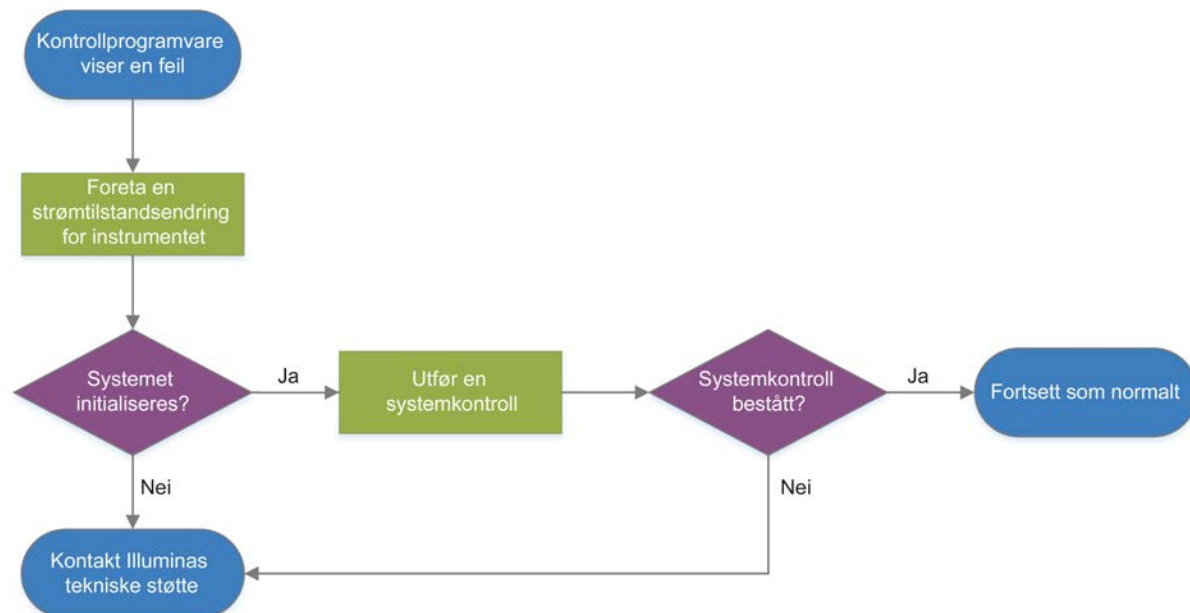 Kontrollprogramvare
viser en feil
Foreta en
strømtilstandsendring
for instrumentet
Systemet
initialiseres?
Ja
Utfør en
systemkontroll
Systemkontroll
bestått?
Ja
Fortsett som normalt
Nei
Nei
Kontakt Illuminas
tekniske støtte